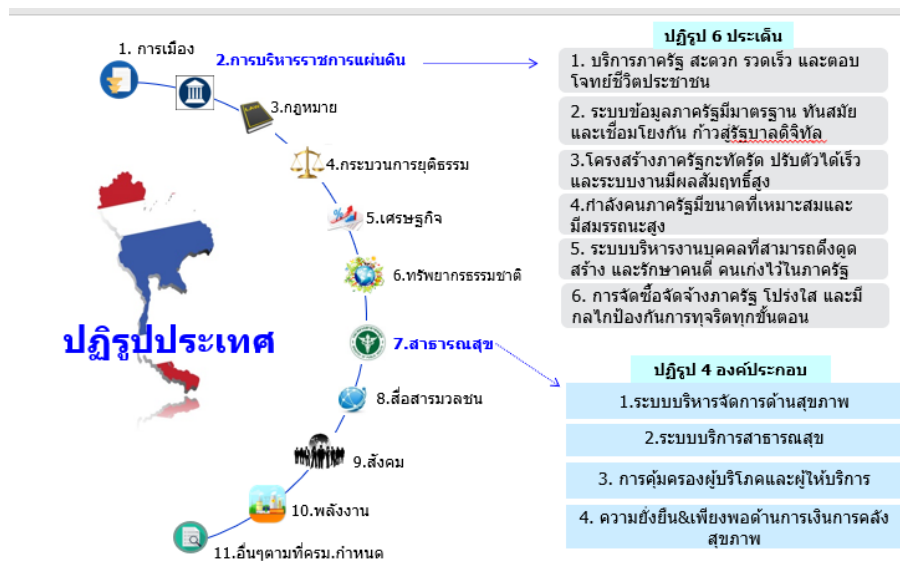 1. การเมือง
2.การบริหารราชการแผ่นดิน
3.กฎหมาย
4.กระบวนการยุติธรรม
5.เศรษฐกิจ
6.ทรัพยากรธรรมชาติ
ปฏิรูปประเทศ
7.สาธารณสุข
8.สื่อสารมวลชน
9.สังคม
10.พลังงาน
11.อื่นๆตามที่ครม.กำหนด
ปฏิรูป 6 ประเด็น
1. บริการภาครัฐ สะดวก รวดเร็ว และตอบ
โจทย์ชีวิตประชาชน
2. ระบบข้อมูลภาครัฐมีมาตรฐาน ทันสมัย
และเชื่อมโยงกัน ก้าวสู่รัฐบาลดิจิทัล
3.โครงสร้างภาครัฐกะทัดรัด ปรับตัวได้เร็ว
และระบบงานมีผลสัมฤทธิ์สูง
4.กำลังคนภาครัฐมีขนาดที่เหมาะสมและ
มีสมรรถนะสูง
5. ระบบบริหารงานบุคคลที่สามารถดึงดูด
สร้าง และรักษาคนดี คนเก่งไว้ในภาครัฐ
6. การจัดซื้อจัดจ้างภาครัฐ โปร่งใส และมี
กลไกป้องกันการทุจริตทุกขั้นตอน
ปฏิรูป 4 องค์ประกอบ
1.ระบบบริหารจัดการด้านสุขภาพ
2.ระบบบริการสาธารณสุข
3. การคุ้มครองผู้บริโภคและผู้ให้บริการ
4. ความยั่งยืน&เพียงพอด้านการเงินการคลัง
สุขภาพ